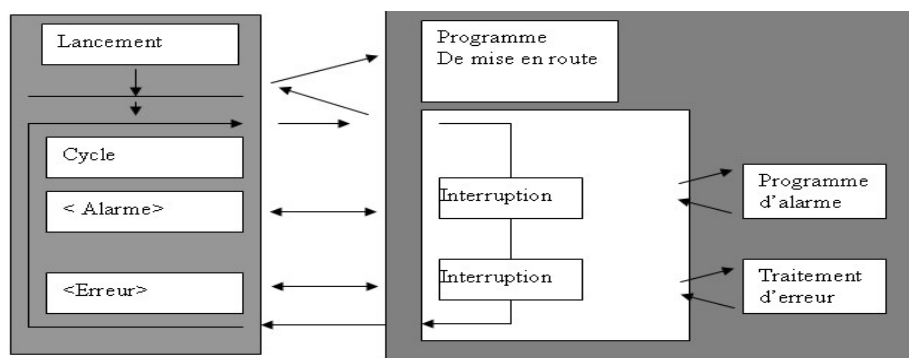 Lancement
Cycle
< Alarme>
<Erreur>
Programme
De mise en route
Interruption
Interruption
Programme
d'alarme
Traitement
d'erreur